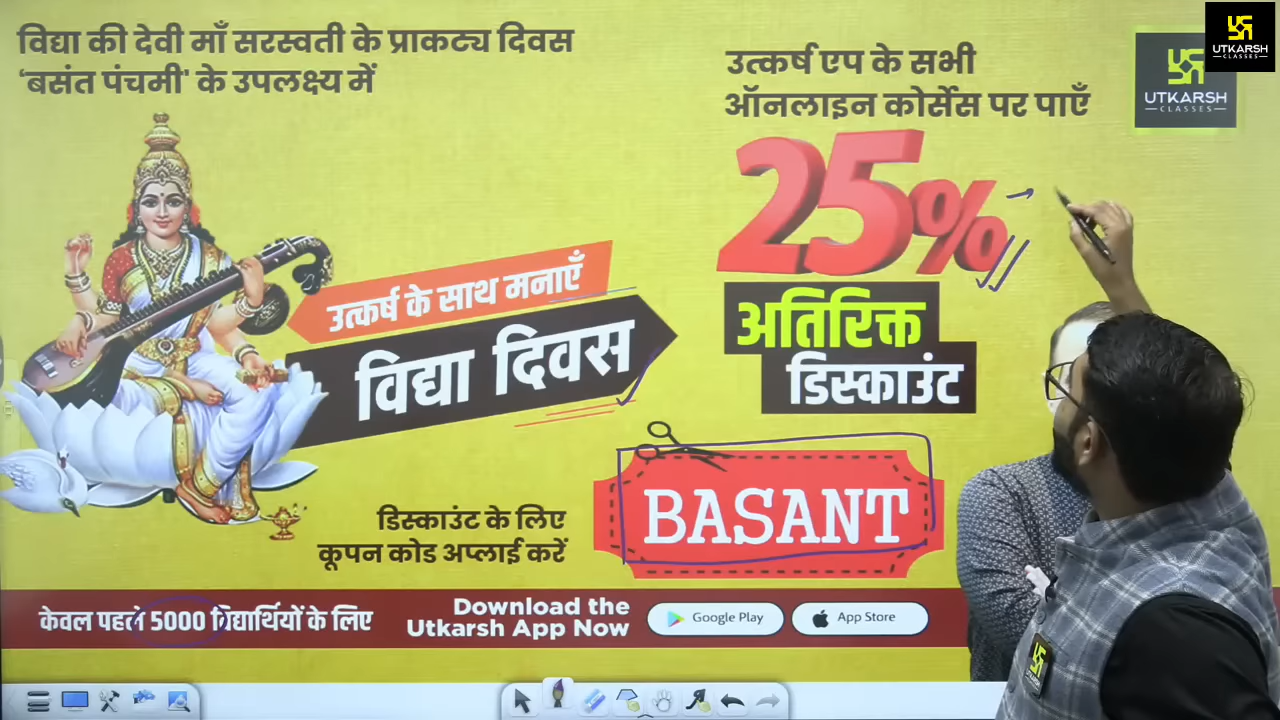 विद्या की देवी माँ सरस्वती के प्राकट्य दिवस
'बसंत पंचमी' के उपलक्ष्य में
उत्कर्ष के साथ मनाएँ
विद्या दिवस
उत्कर्ष एप के सभी
ऑनलाइन कोर्सेस पर पाएँ
25%
अतिरिक्त
डिस्काउंट
डिस्काउंट के लिए
कूपन कोड अप्लाई करें
BASANT
केवल पहले 5000 विद्यार्थियों के लिए
Download the
Utkarsh App Now
Google Play
App Store
UTKARSH
CLASSES
UTKARSH
CLASSES